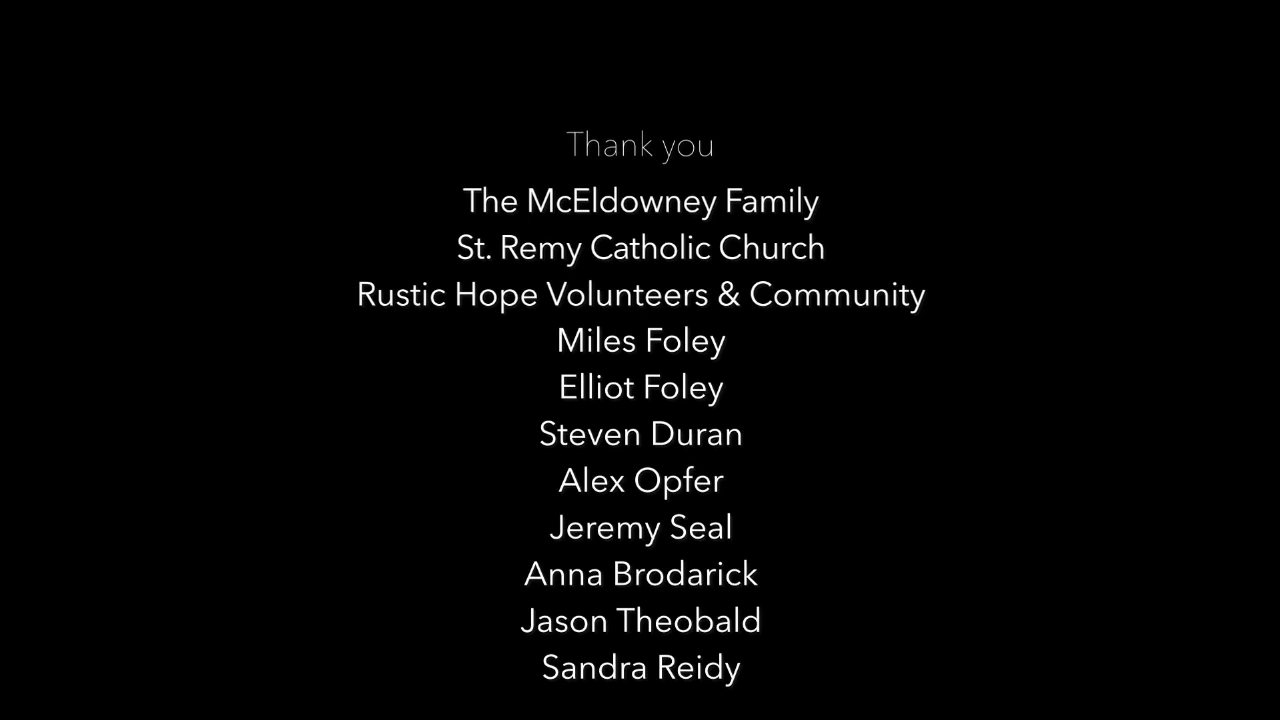 Thank you
The McEldowney Family
St. Remy Catholic Church
Rustic Hope Volunteers & Community
Miles Foley
Elliot Foley
Steven Duran
Alex Opfer
Jeremy Seal
Anna Brodarick
Jason Theobald
Sandra Reidy